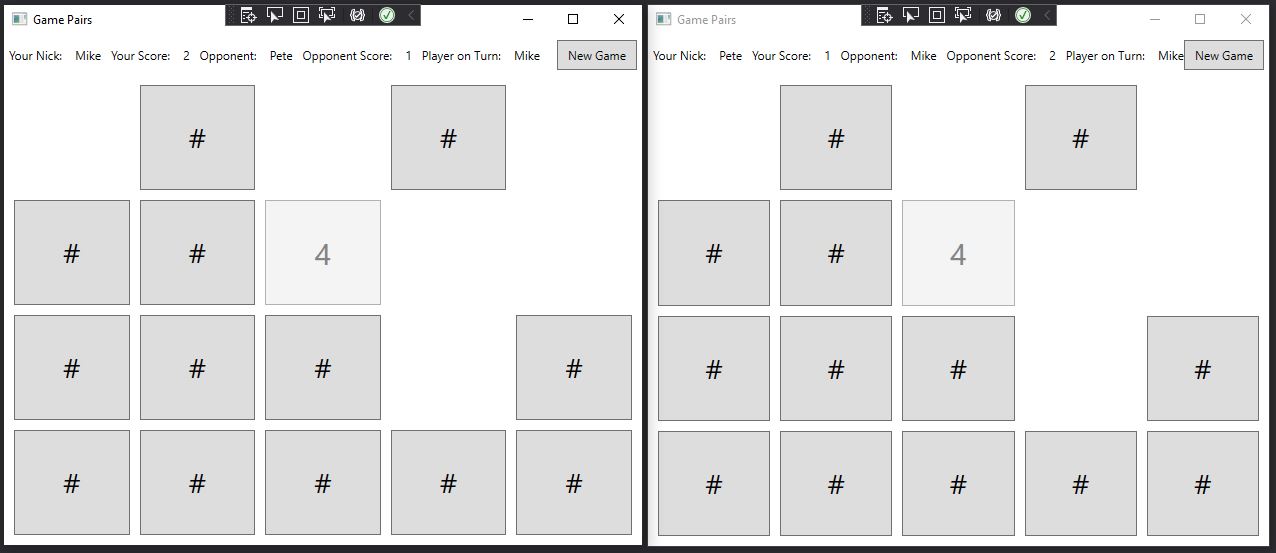 Game Pairs
Your Nick: Mike Your Score: 2 Opponent: Pete Opponent Score: 1 Player on Turn: Mike New Game
# #
# # 4
# # # #
# # # # #
Game Pairs
Your Nick: Pete Your Score: 1 Opponent: Mike Opponent Score: 2 Player on Turn: Mike New Game
# #
# # 4
# # # #
# # # # #